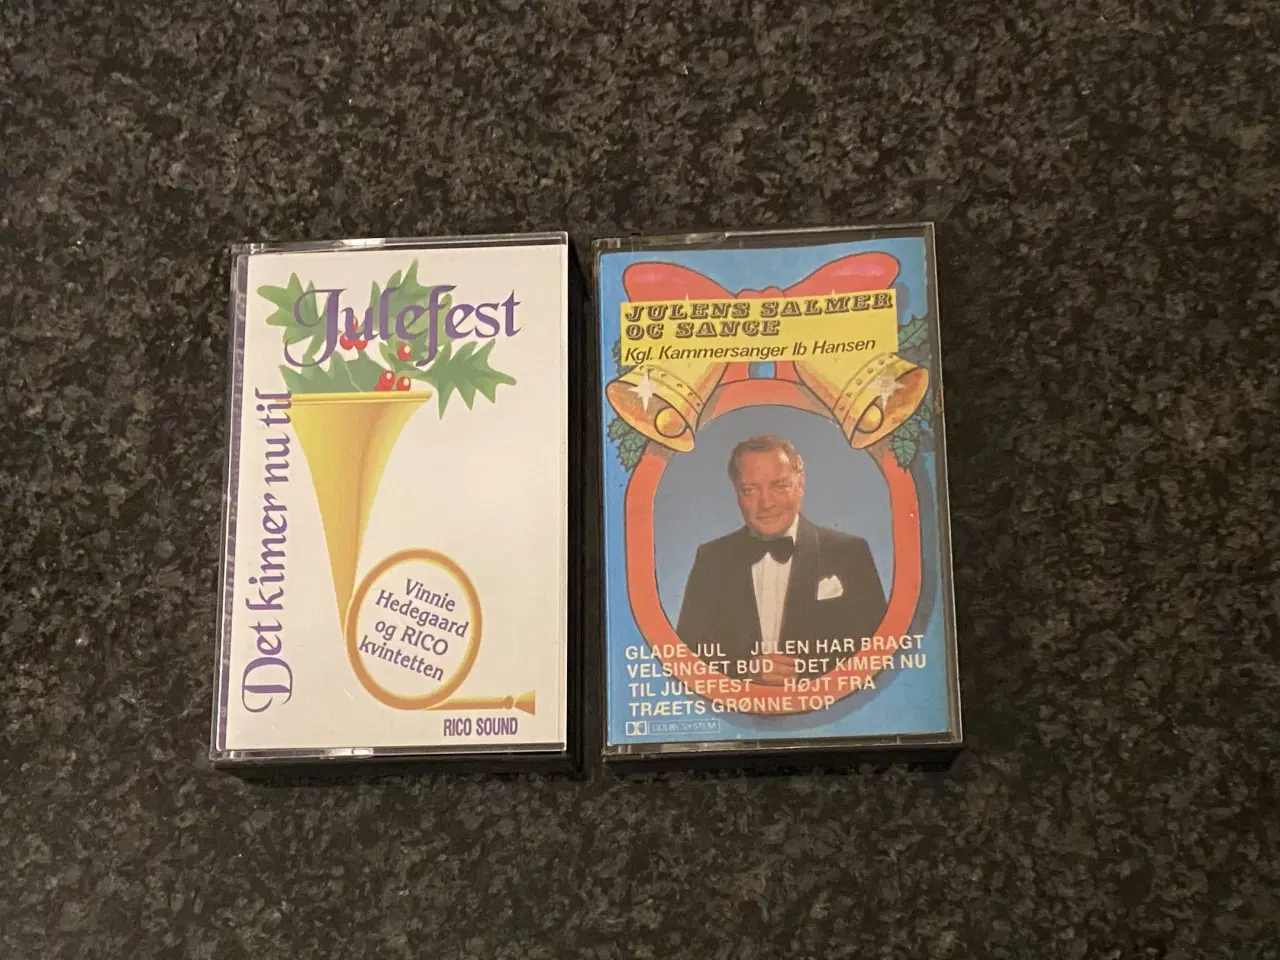 Det kimer nu til
Julefest
Vinnie
Hedegaard
og RICO
kvintetten
RICO SOUND
JULENS SALMER
OG SANGE
Kgl. Kammersanger Ib Hansen
GLADE JUL JULEN HAR BRAGT
VELSINGET BUD DET KIMER NU
TIL JULEFEST HØJT FRA
TRÆETS GRØNNE TOP
DOLBY SYSTEM